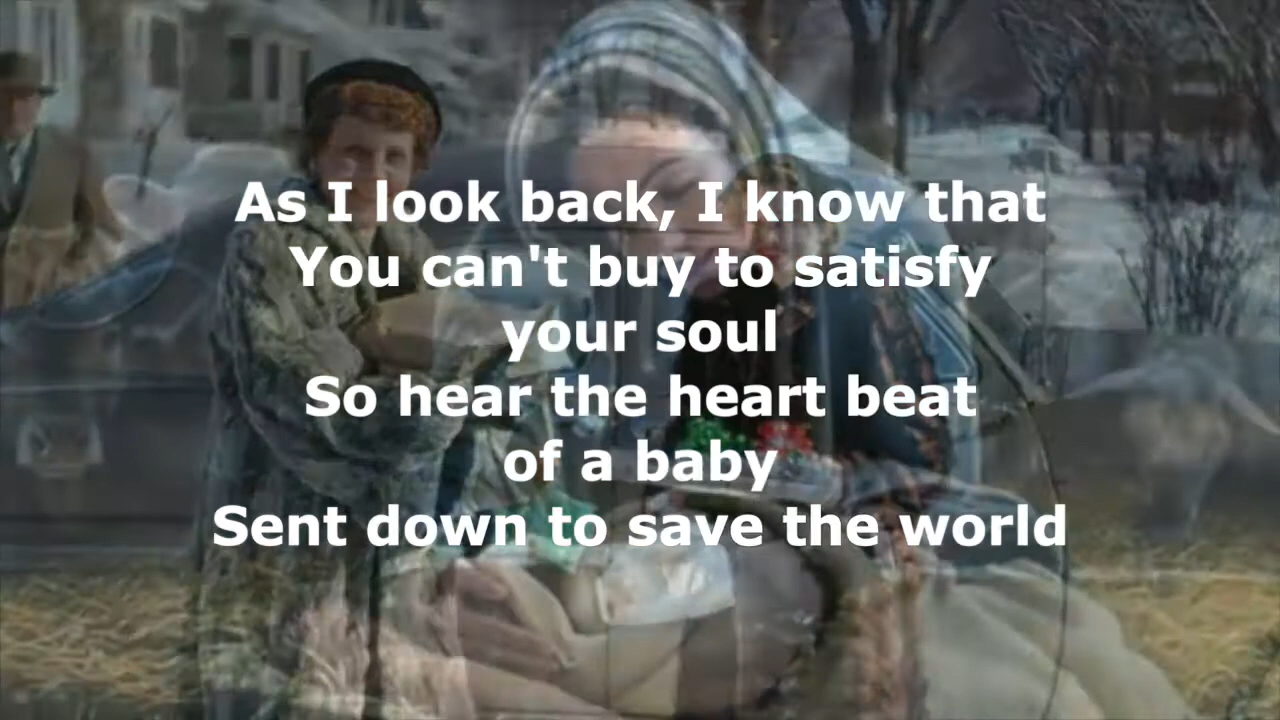 As I look back, I know that
You can't buy to satisfy
your soul
So hear the heart beat
of a baby
Sent down to save the world